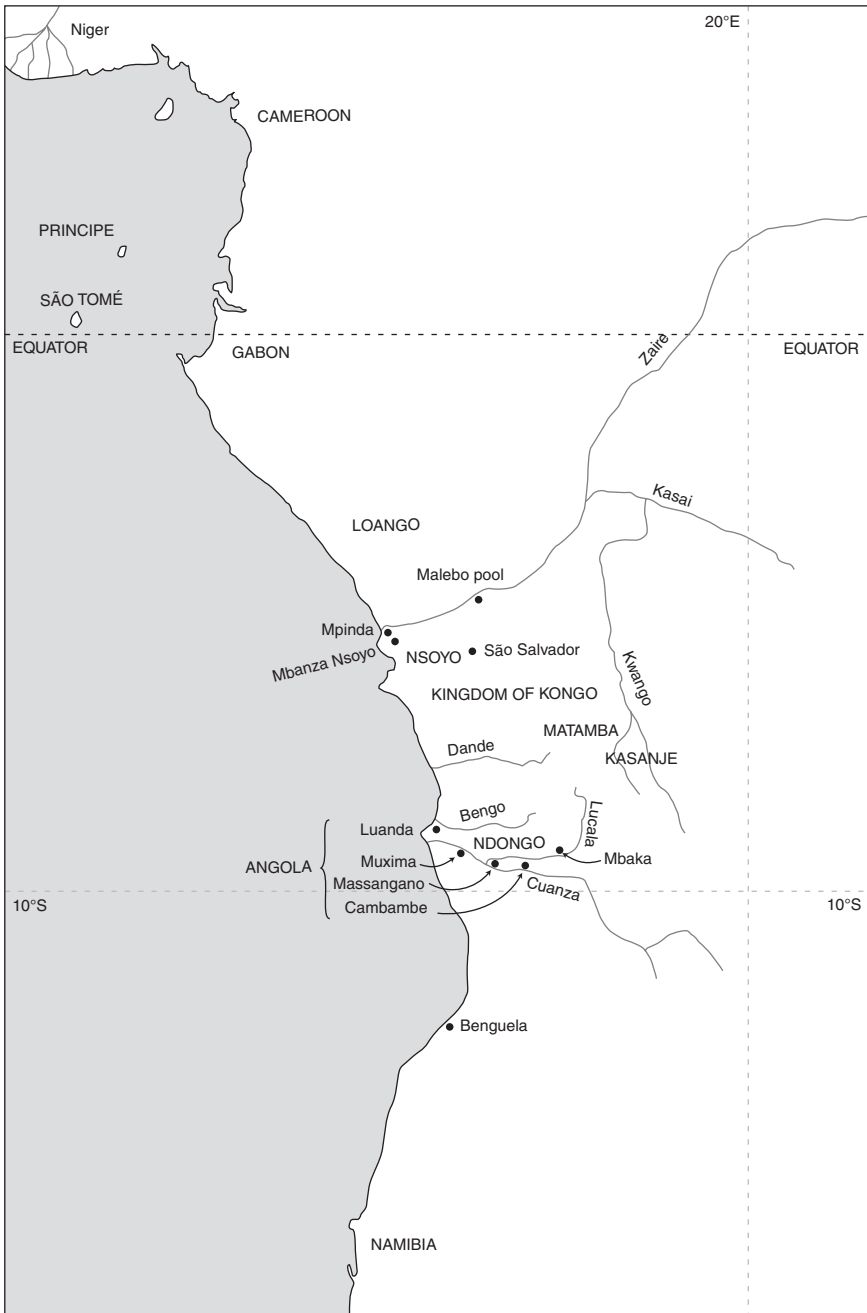 20°E
Niger
CAMEROON
PRINCIPE
SÃO TOMÉ
EQUATOR
GABON
Zaire
EQUATOR
Kasai
LOANGO
Malebo pool
Mpinda
Mbanza Nsoyo
NSOYO
São Salvador
Kwango
KINGDOM OF KONGO
MATAMBA
Dande
KASANJE
Bengo
Lucala
Luanda
NDONGO
ANGOLA
Muxima
Mbaka
Massangano
Cuanza
Cambambe
10°S
10°S
Benguela
NAMIBIA